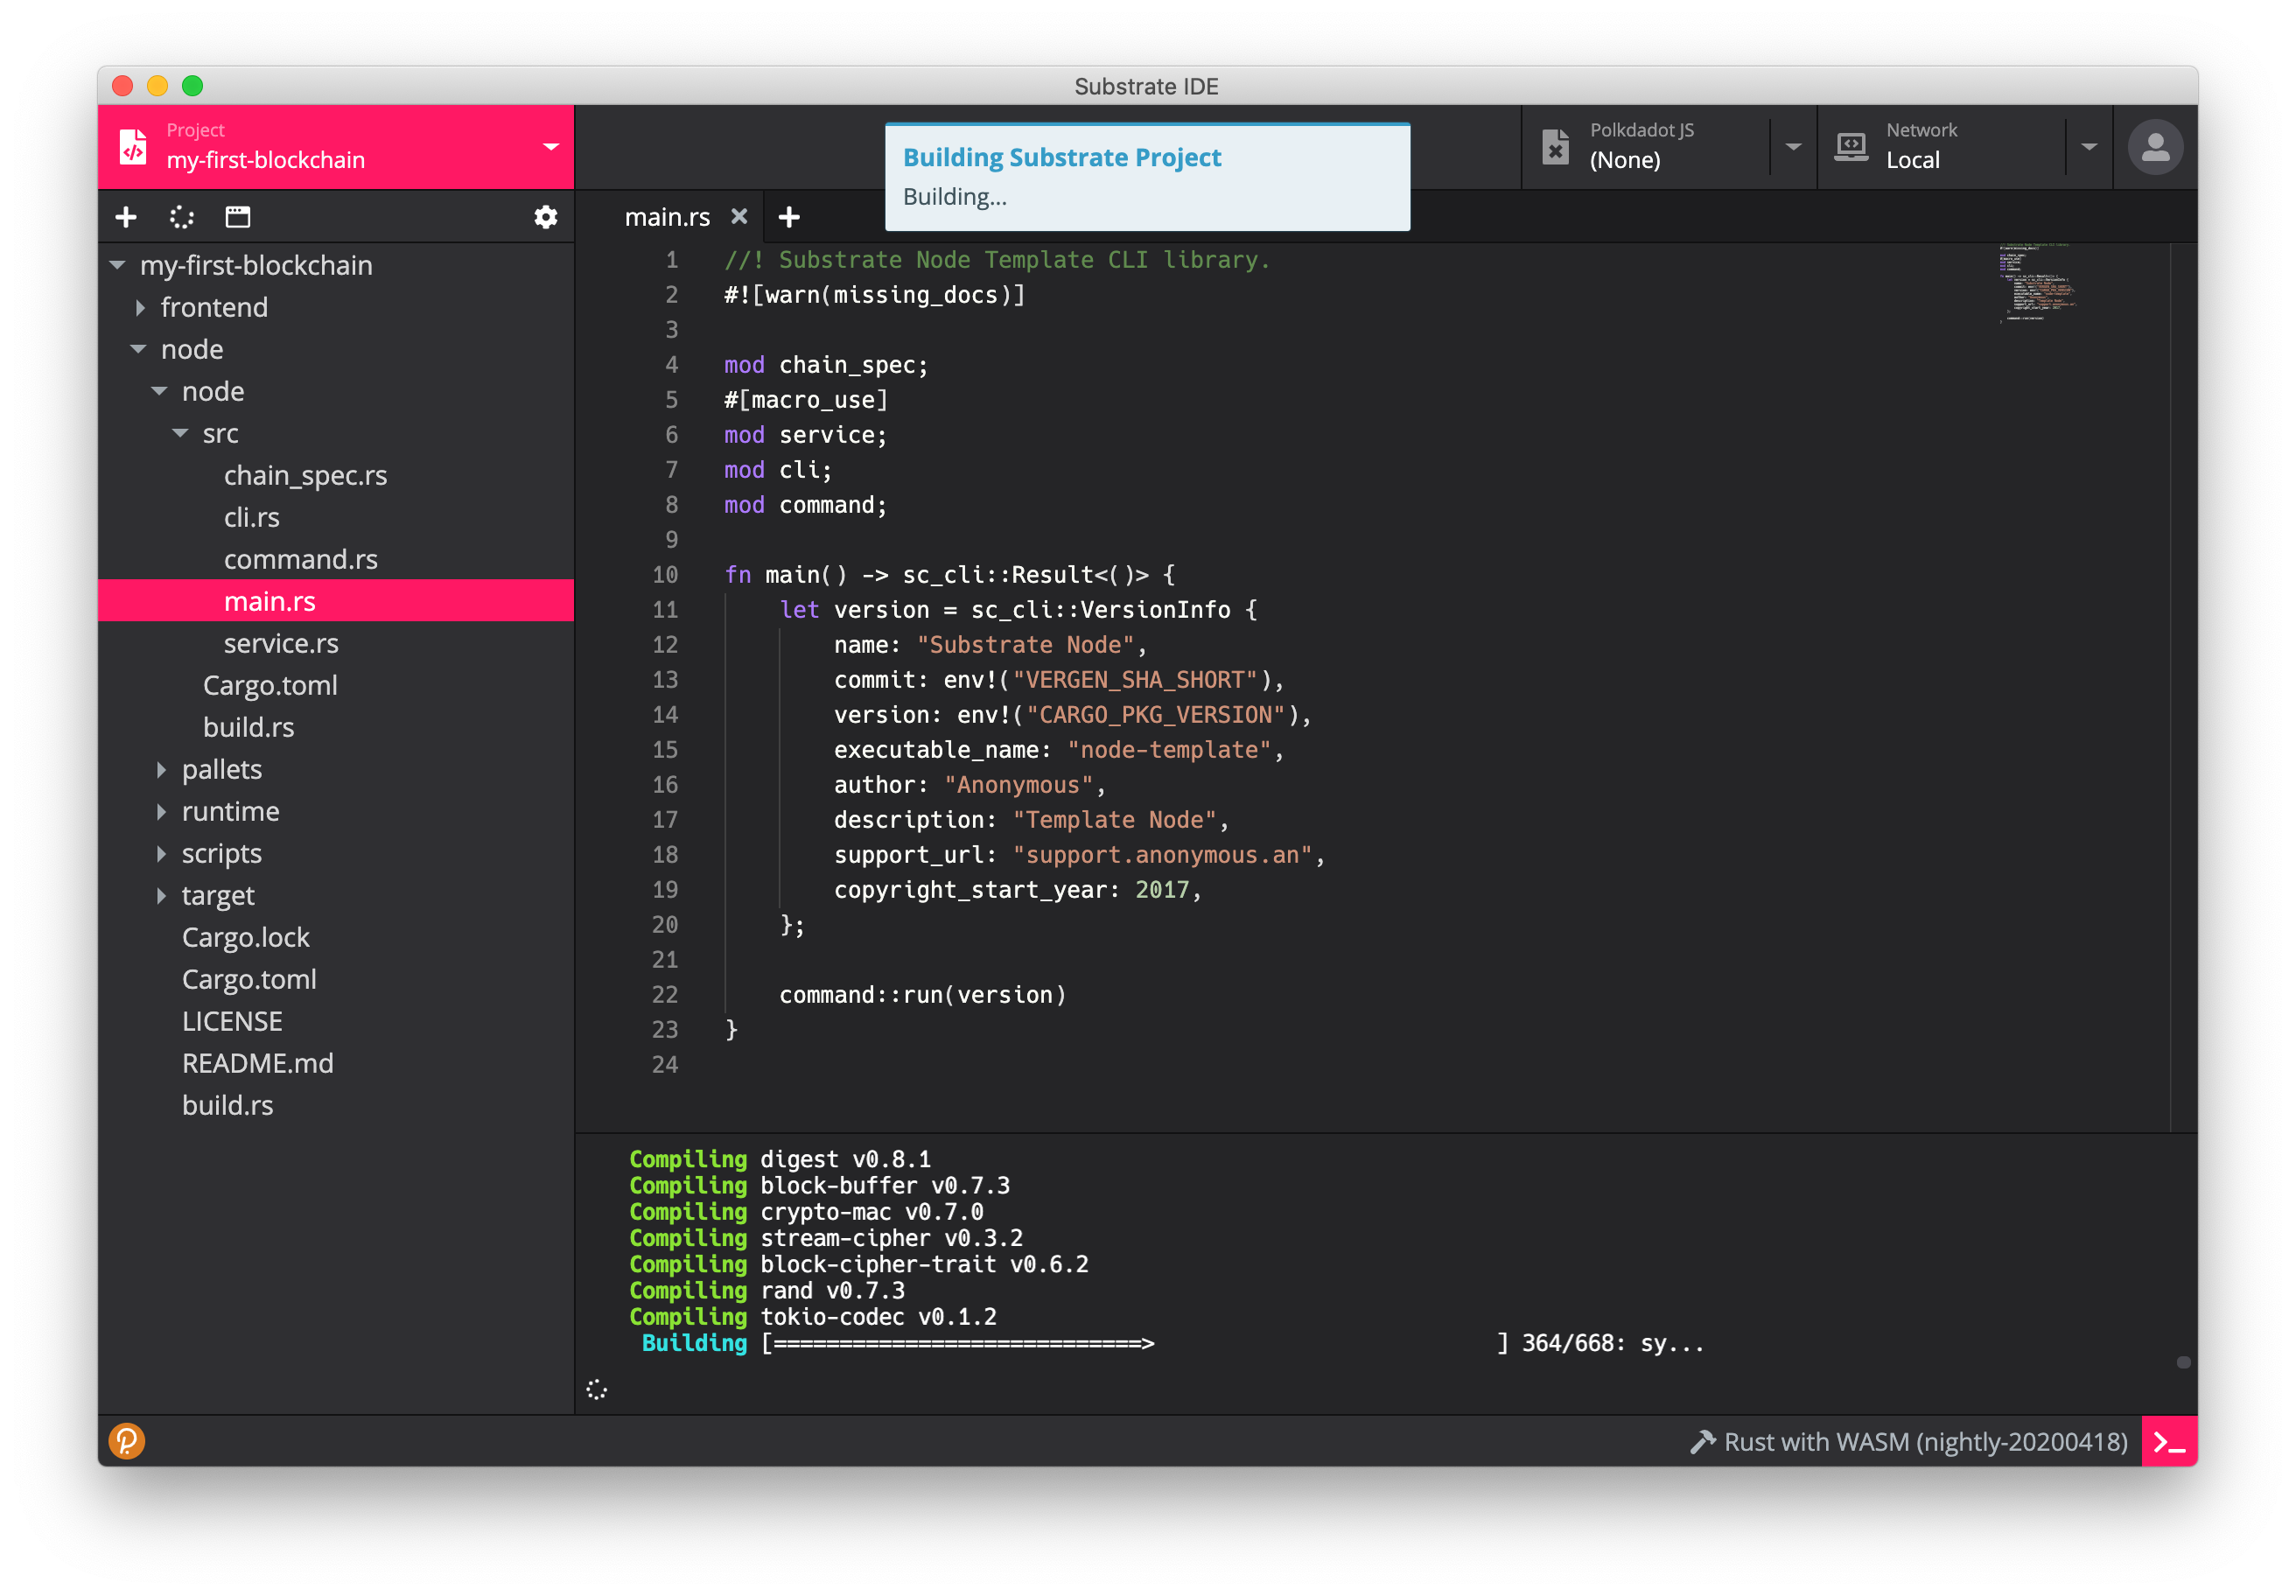 Substrate IDE
Project
my-first-blockchain
Building Substrate Project
Building...
Polkdadot JS
(None)
Network
Local
my-first-blockchain
frontend
node
node
src
chain_spec.rs
cli.rs
command.rs
main.rs
service.rs
Cargo.toml
build.rs
pallets
runtime
scripts
target
Cargo.lock
Cargo.toml
LICENSE
README.md
build.rs
main.rs
1 //! Substrate Node Template CLI library.
2 #![warn(missing_docs)]
3
4 mod chain_spec;
5 #[macro_use]
6 mod service;
7 mod cli;
8 mod command;
9
10 fn main() -> sc_cli::Result<()> {
11 let version = sc_cli::VersionInfo {
12 name: "Substrate Node",
13 commit: env!("VERGEN_SHA_SHORT"),
14 version: env!("CARGO_PKG_VERSION"),
15 executable_name: "node-template",
16 author: "Anonymous",
17 description: "Template Node",
18 support_url: "support.anonymous.an",
19 copyright_start_year: 2017,
20 };
21
22 command::run(version)
23 }
24
Compiling digest v0.8.1
Compiling block-buffer v0.7.3
Compiling crypto-mac v0.7.0
Compiling stream-cipher v0.3.2
Compiling block-cipher-trait v0.6.2
Compiling rand v0.7.3
Compiling tokio-codec v0.1.2
Building [============================>                          ] 364/668: sy...
Rust with WASM (nightly-20200418)